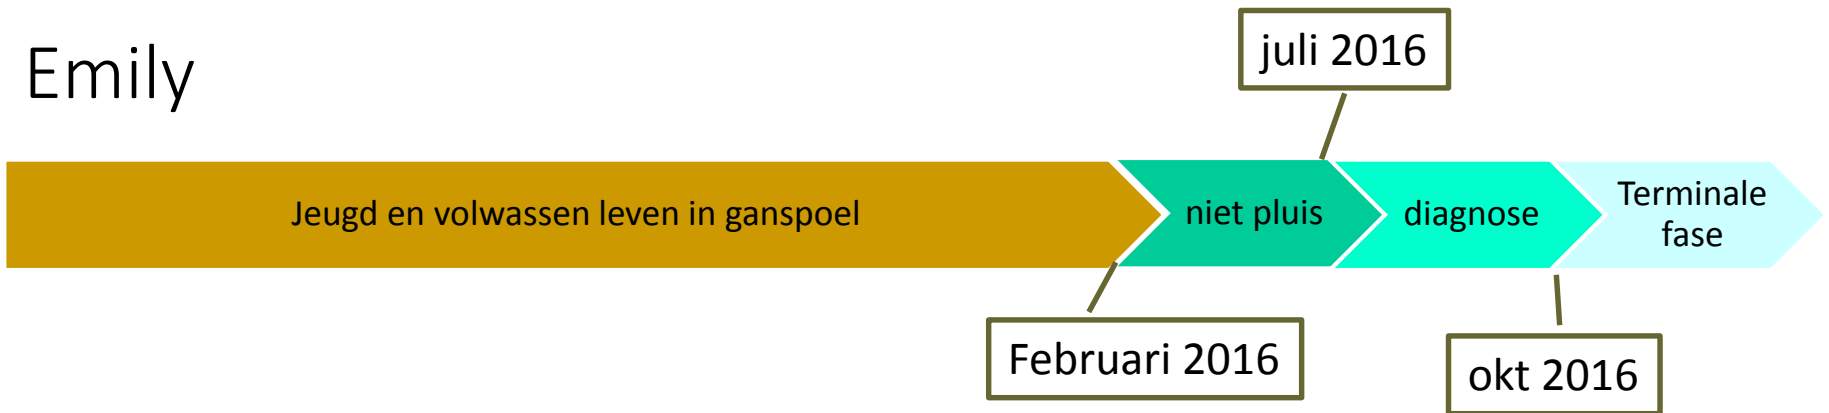 Emily
juli 2016
Jeugd en volwassen leven in ganspoel
niet pluis
diagnose
Terminale
fase
Februari 2016
okt 2016